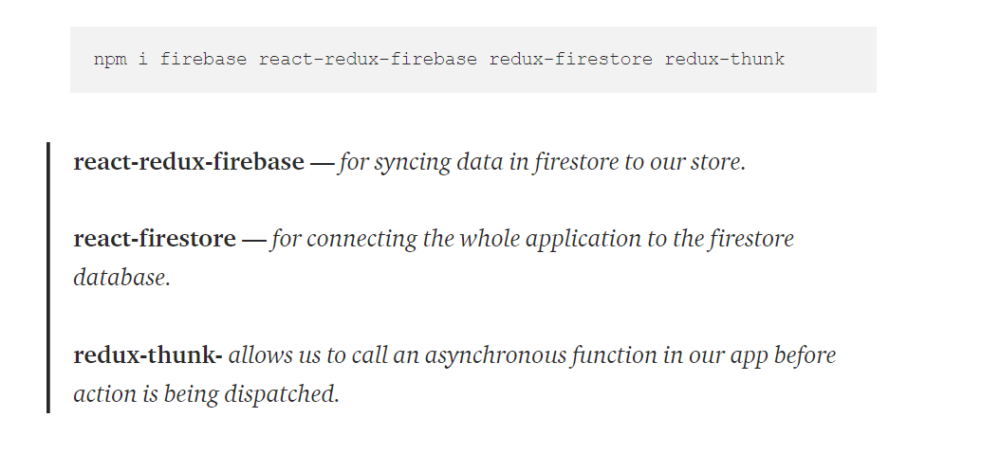 npm i firebase react-redux-firebase redux-firestore redux-thunk
react-redux-firebase — for syncing data in firestore to our store.
react-firestore — for connecting the whole application to the firestore
database.
redux-thunk- allows us to call an asynchronous function in our app before
action is being dispatched.